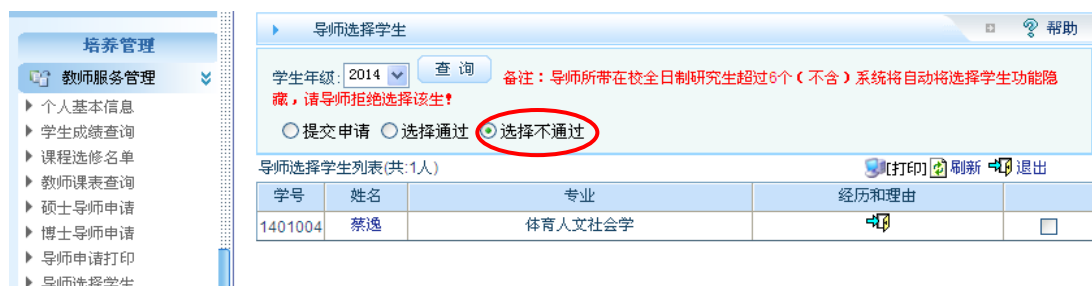 培养管理
教师服务管理
个人基本信息
学生成绩查询
课程选修名单
教师课表查询
硕士导师申请
博士导师申请
导师申请打印
导师选择学生
导师选择学生
帮助
学生年级: 2014 查 询 备注：导师所带在校全日制研究生超过6个（不含）系统将自动将选择学生功能隐
藏，请导师拒绝选择该生！
提交申请 选择通过 选择不通过
导师选择学生列表(共:1人) [打印] 刷新 退出
学号 姓名 专业 经历和理由
1401004 蔡逸 体育人文社会学